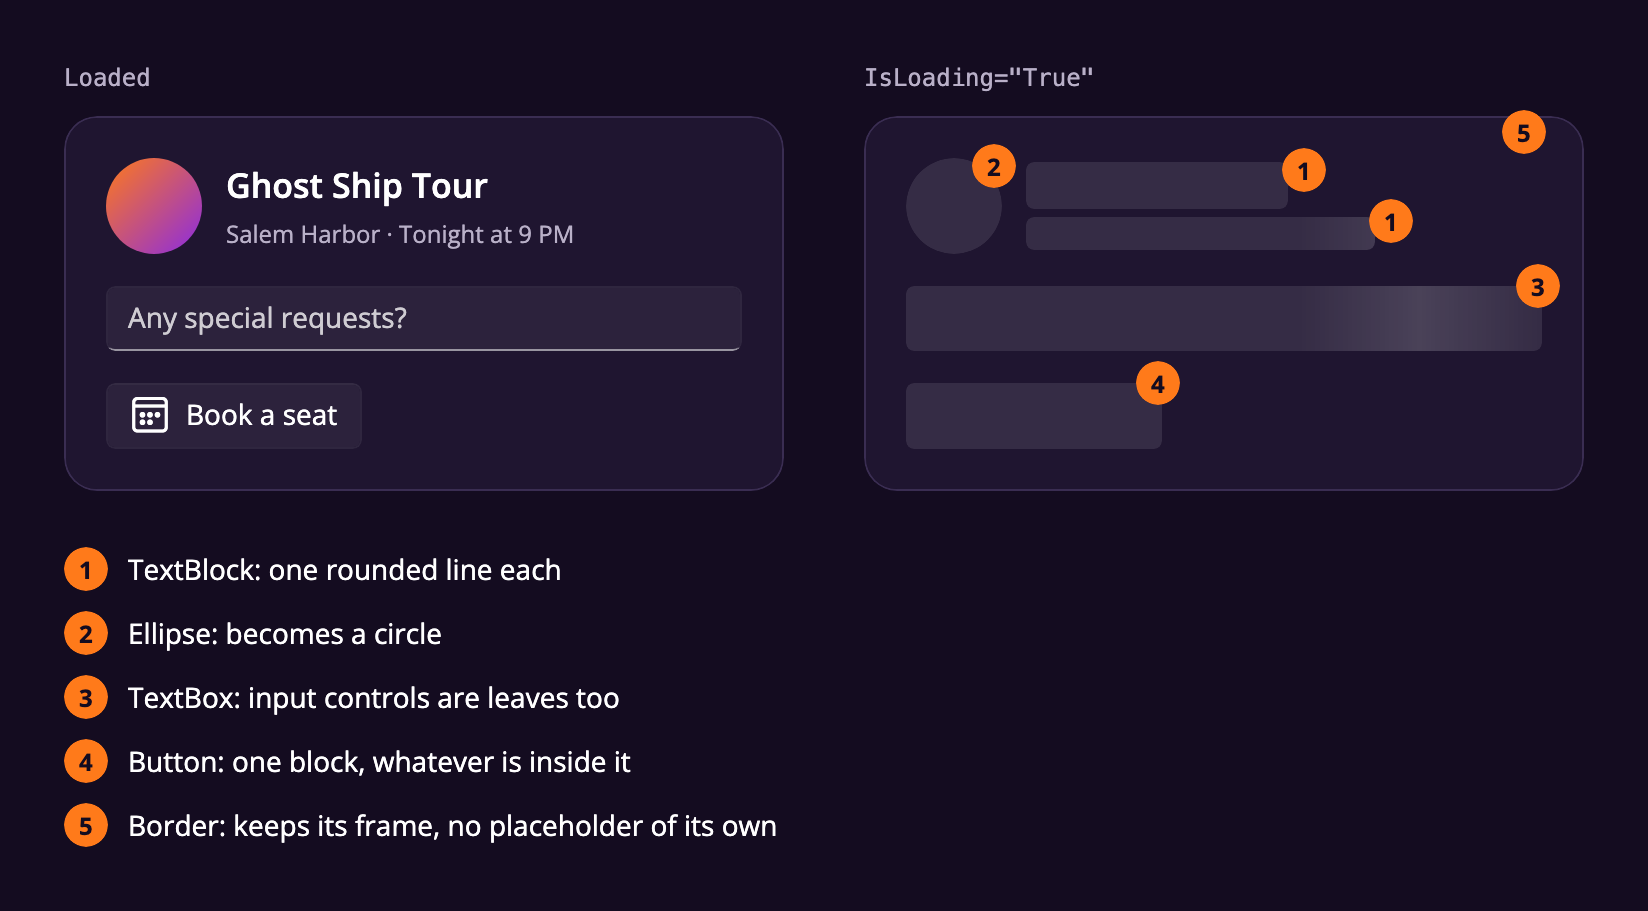 Loaded
Ghost Ship Tour
Salem Harbor · Tonight at 9 PM
Any special requests?
Book a seat
IsLoading="True"
5
2
1
1
3
4
1 TextBlock: one rounded line each
2 Ellipse: becomes a circle
3 TextBox: input controls are leaves too
4 Button: one block, whatever is inside it
5 Border: keeps its frame, no placeholder of its own